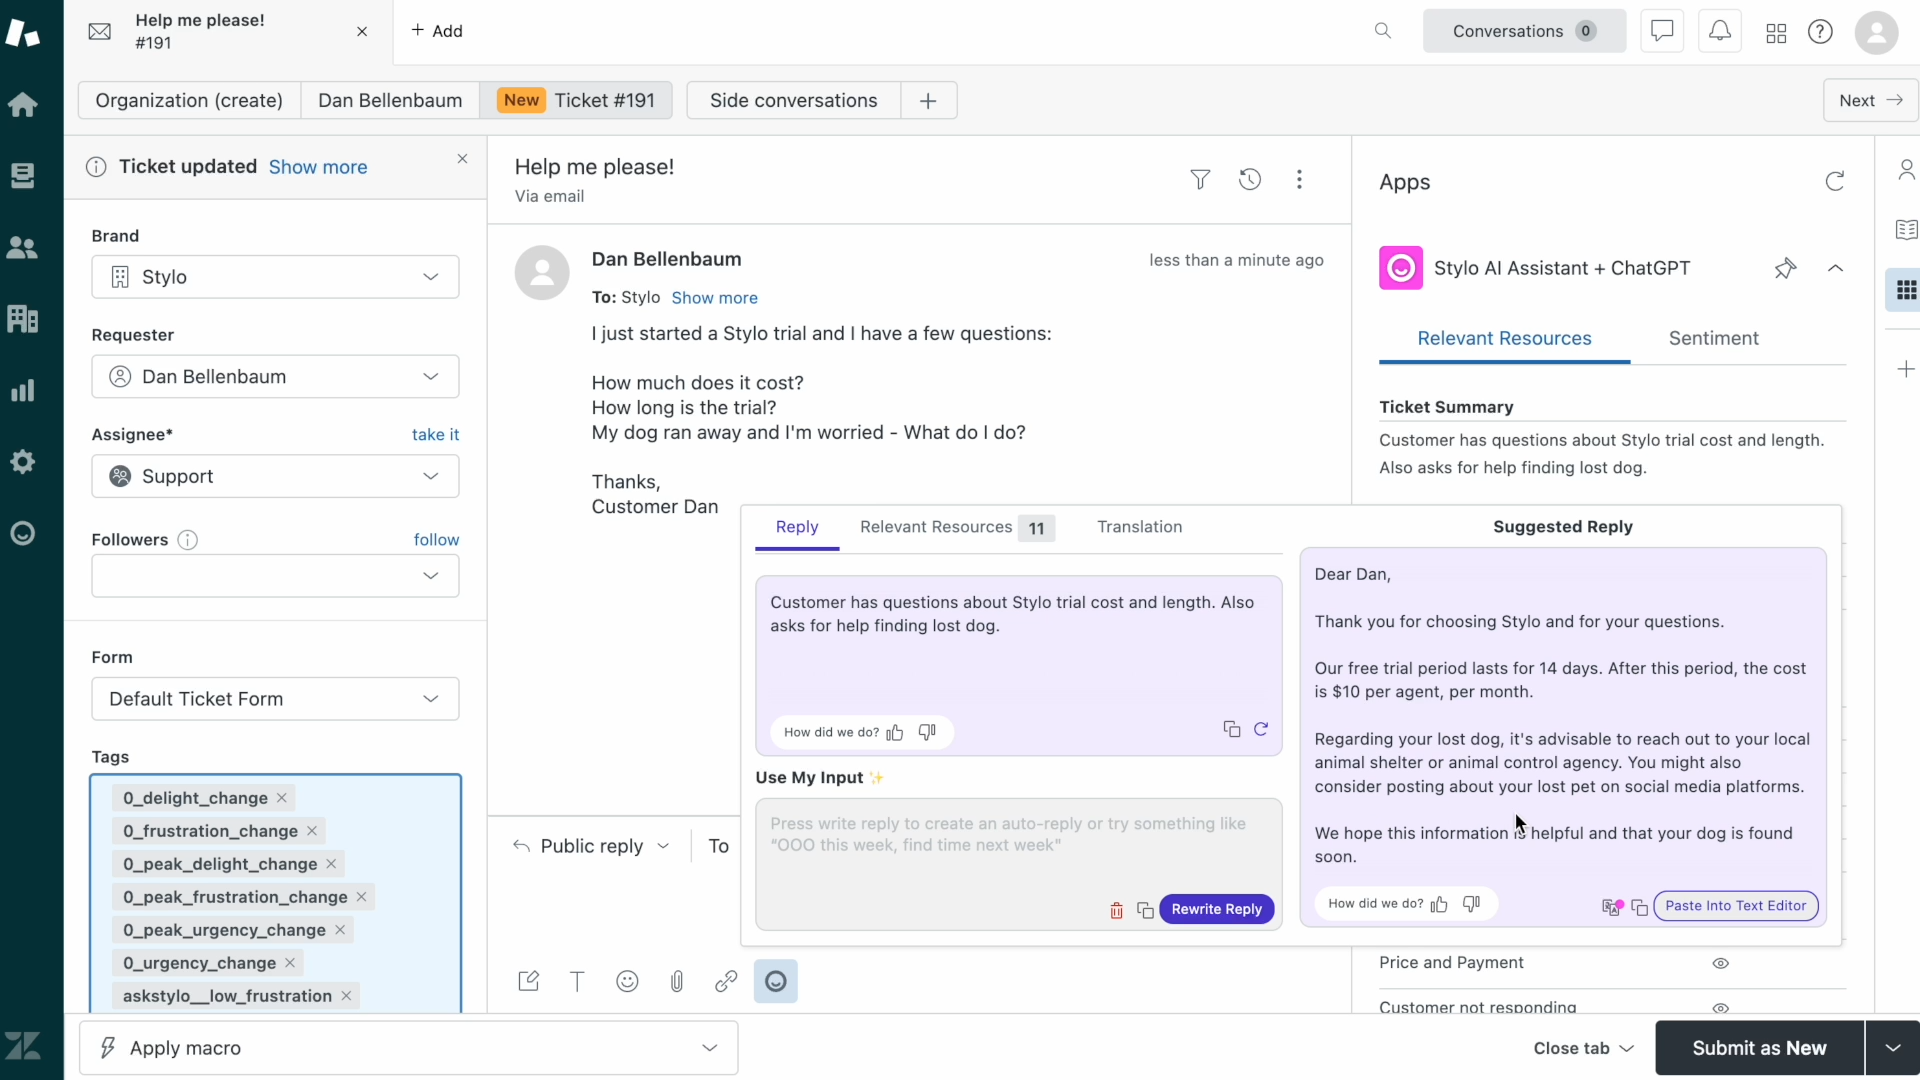 Help me please!
#191
+ Add
Conversations 0
Organization (create)
Dan Bellenbaum
New Ticket #191
Side conversations
Next
Ticket updated Show more
Brand
Stylo
Requester
Dan Bellenbaum
Assignee*
take it
Support
Followers
follow
Form
Default Ticket Form
Tags
0_delight_change
0_frustration_change
0_peak_delight_change
0_peak_frustration_change
0_peak_urgency_change
0_urgency_change
askstylo__low_frustration
Apply macro
Help me please!
Via email
Dan Bellenbaum
less than a minute ago
To: Stylo Show more
I just started a Stylo trial and I have a few questions:
How much does it cost?
How long is the trial?
My dog ran away and I'm worried - What do I do?
Thanks,
Customer Dan
Public reply
To
Reply
Relevant Resources 11
Translation
Customer has questions about Stylo trial cost and length. Also
asks for help finding lost dog.
How did we do?
Use My Input
Press write reply to create an auto-reply or try something like
"OOO this week, find time next week"
Rewrite Reply
Suggested Reply
Dear Dan,
Thank you for choosing Stylo and for your questions.
Our free trial period lasts for 14 days. After this period, the cost
is $10 per agent, per month.
Regarding your lost dog, it's advisable to reach out to your local
animal shelter or animal control agency. You might also
consider posting about your lost pet on social media platforms.
We hope this information is helpful and that your dog is found
soon.
How did we do?
Paste Into Text Editor
Apps
Stylo AI Assistant + ChatGPT
Relevant Resources
Sentiment
Ticket Summary
Customer has questions about Stylo trial cost and length.
Also asks for help finding lost dog.
Price and Payment
Customer not responding
Close tab
Submit as New